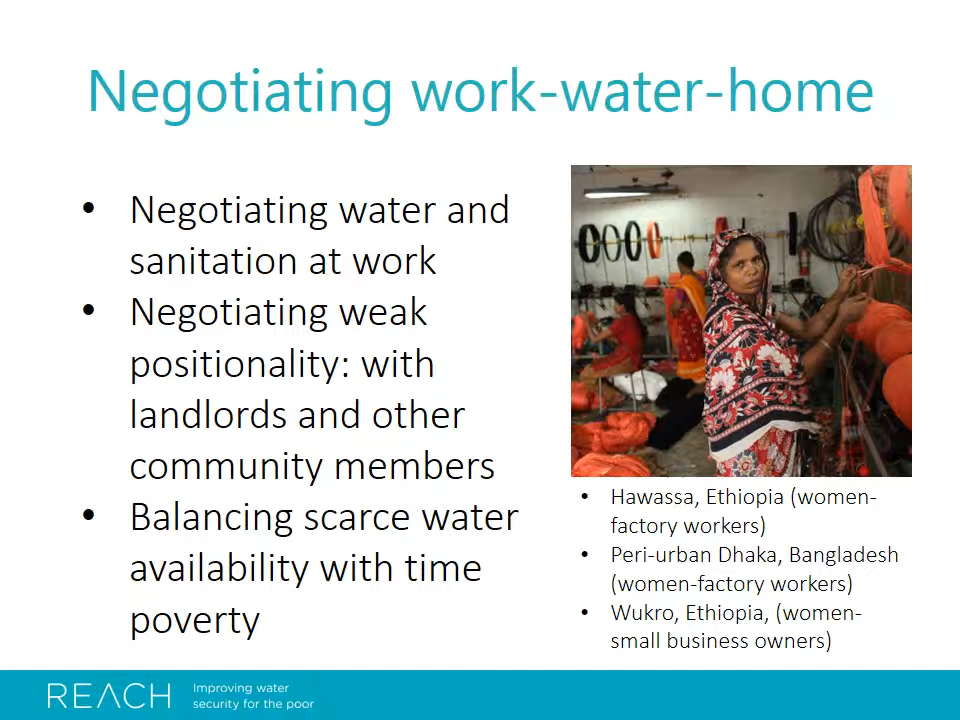 Negotiating work-water-home
• Negotiating water and
sanitation at work
• Negotiating weak
positionality: with
landlords and other
community members
• Balancing scarce water
availability with time
poverty
• Hawassa, Ethiopia (women-
factory workers)
• Peri-urban Dhaka, Bangladesh
(women-factory workers)
• Wukro, Ethiopia, (women-
small business owners)
REACH
Improving water
security for the poor